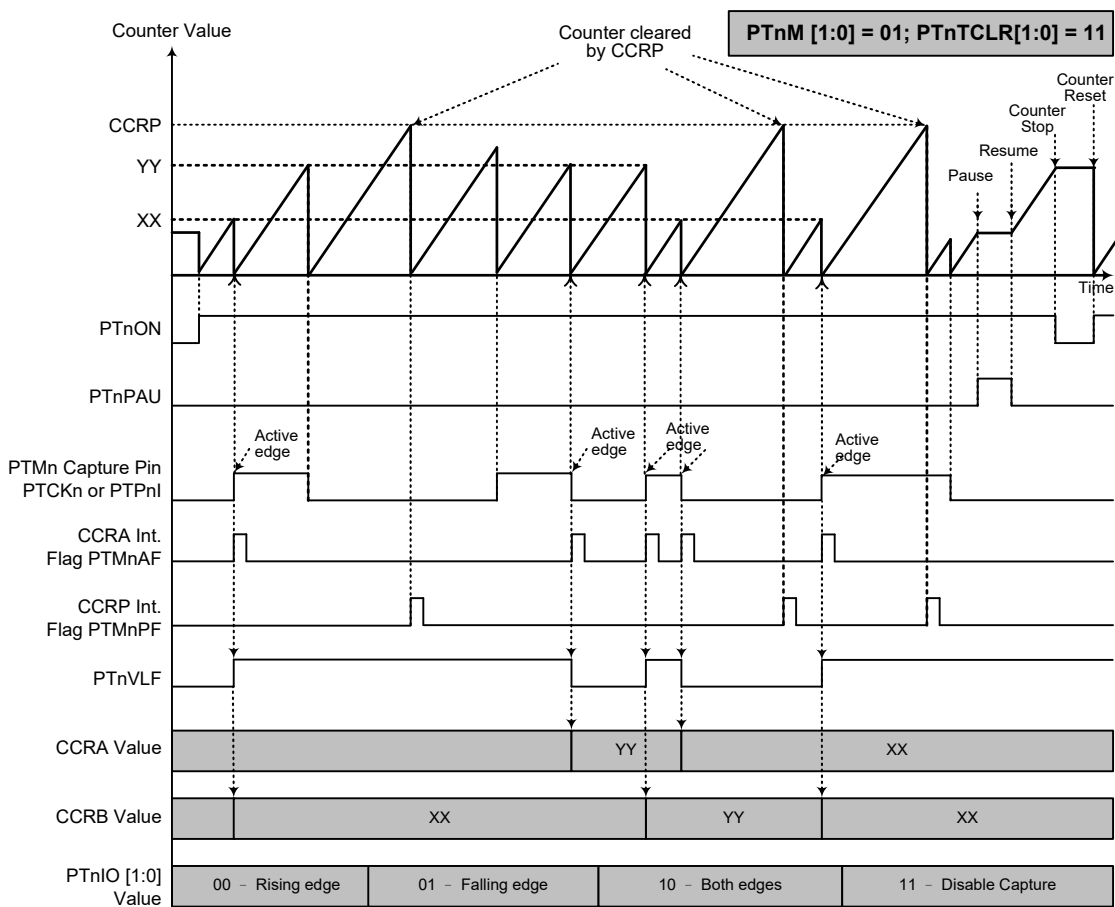 PTnM [1:0] = 01; PTnTCLR[1:0] = 11
Counter Value
Counter cleared
by CCRP
Counter
Reset
Counter
Stop
CCRP
YY
XX
Resume
Pause
Time
PTnON
PTnPAU
Active
edge
Active
edge
Active
edge
Active
edge
PTMn Capture Pin
PTCKn or PTPnI
CCRA Int.
Flag PTMnAF
CCRP Int.
Flag PTMnPF
PTnVLF
CCRA Value
YY
XX
CCRB Value
XX
YY
XX
PTnIO [1:0]
Value
00 – Rising edge
01 – Falling edge
10 – Both edges
11 – Disable Capture